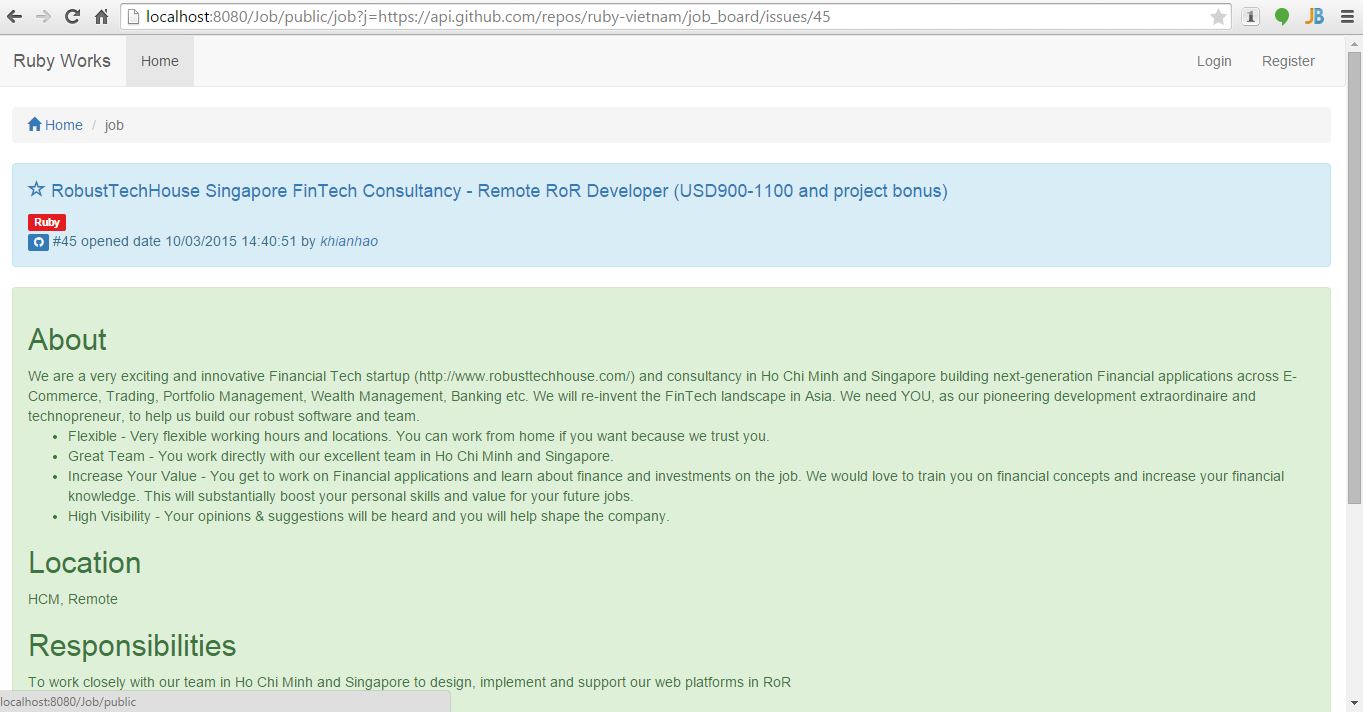 localhost:8080/Job/public/job?j=https://api.github.com/repos/ruby-vietnam/job_board/issues/45
JB
Ruby Works Home Login Register
Home / job
RobustTechHouse Singapore FinTech Consultancy - Remote RoR Developer (USD900-1100 and project bonus)
Ruby
#45 opened date 10/03/2015 14:40:51 by khianhao
About
We are a very exciting and innovative Financial Tech startup (http://www.robusttechhouse.com/) and consultancy in Ho Chi Minh and Singapore building next-generation Financial applications across E-
Commerce, Trading, Portfolio Management, Wealth Management, Banking etc. We will re-invent the FinTech landscape in Asia. We need YOU, as our pioneering development extraordinaire and
technopreneur, to help us build our robust software and team.
• Flexible - Very flexible working hours and locations. You can work from home if you want because we trust you.
• Great Team - You work directly with our excellent team in Ho Chi Minh and Singapore.
• Increase Your Value - You get to work on Financial applications and learn about finance and investments on the job. We would love to train you on financial concepts and increase your financial
knowledge. This will substantially boost your personal skills and value for your future jobs.
• High Visibility - Your opinions & suggestions will be heard and you will help shape the company.
Location
HCM, Remote
Responsibilities
To work closely with our team in Ho Chi Minh and Singapore to design, implement and support our web platforms in RoR
localhost:8080/Job/public